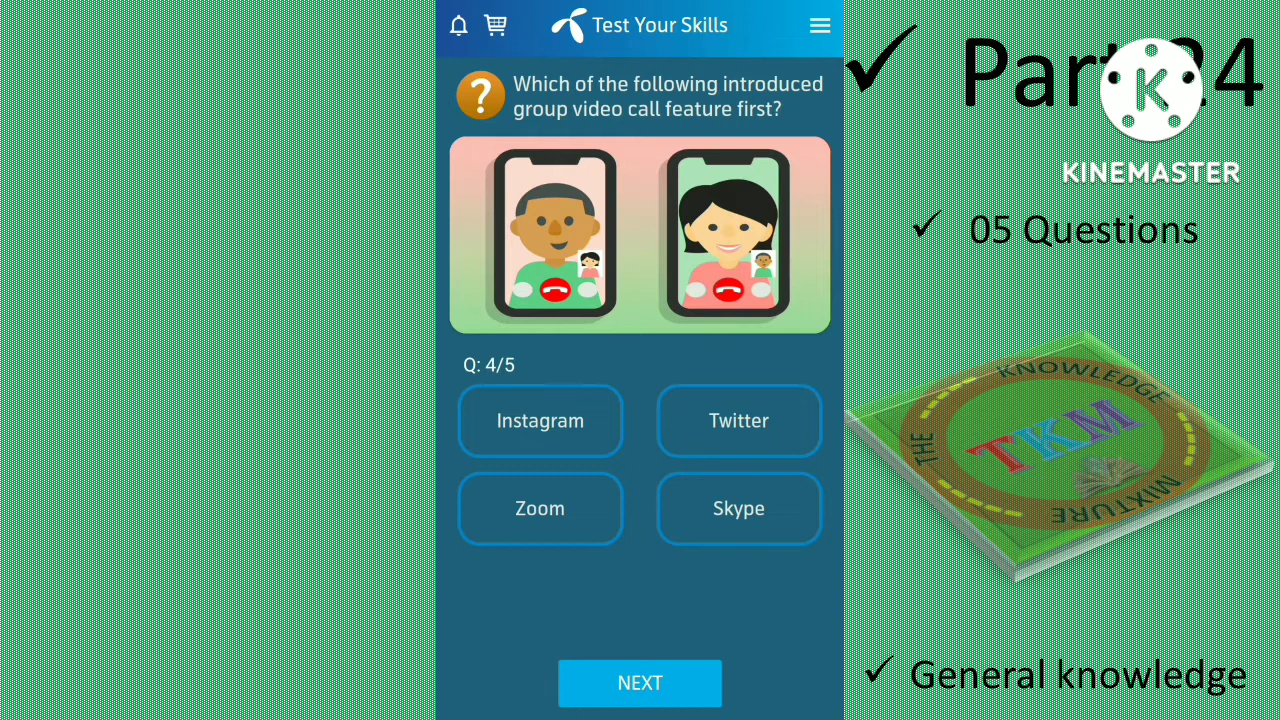 Test Your Skills
Which of the following introduced
group video call feature first?
Q: 4/5
Instagram
Twitter
Zoom
Skype
NEXT
Part 24
K
KINEMASTER
05 Questions
THE KNOWLEDGE MIXTURE
TKM
General knowledge